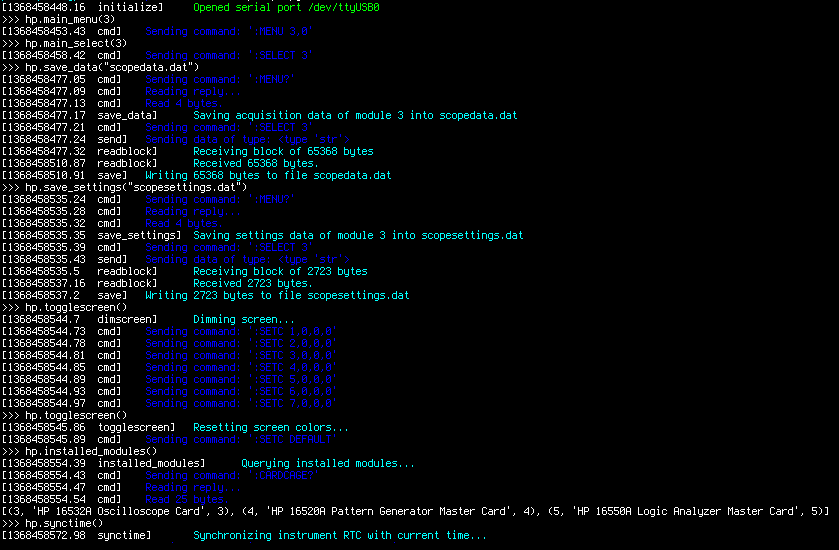 [1368458448.16  initialize]     Opened serial port /dev/ttyUSB0
>>> hp.main_menu(3)
[1368458453.43  cmd]    Sending command: ':MENU 3,0'
>>> hp.main_select(3)
[1368458458.42  cmd]    Sending command: ':SELECT 3'
>>> hp.save_data("scopedata.dat")
[1368458477.05  cmd]    Sending command: ':MENU?'
[1368458477.09  cmd]    Reading reply...
[1368458477.13  cmd]    Read 4 bytes.
[1368458477.17  save_data]      Saving acquisition data of module 3 into scopedata.dat
[1368458477.21  cmd]    Sending command: ':SELECT 3'
[1368458477.24  send]   Sending data of type: <type 'str'>
[1368458477.32  readblock]      Receiving block of 65368 bytes
[1368458510.87  readblock]      Received 65368 bytes.
[1368458510.91  save]   Writing 65368 bytes to file scopedata.dat
>>> hp.save_settings("scopesettings.dat")
[1368458535.24  cmd]    Sending command: ':MENU?'
[1368458535.28  cmd]    Reading reply...
[1368458535.32  cmd]    Read 4 bytes.
[1368458535.35  save_settings]  Saving settings data of module 3 into scopesettings.dat
[1368458535.39  cmd]    Sending command: ':SELECT 3'
[1368458535.43  send]   Sending data of type: <type 'str'>
[1368458535.5   readblock]      Receiving block of 2723 bytes
[1368458537.16  readblock]      Received 2723 bytes.
[1368458537.2   save]   Writing 2723 bytes to file scopesettings.dat
>>> hp.togglescreen()
[1368458544.7   dimscreen]      Dimming screen...
[1368458544.73  cmd]    Sending command: ':SETC 1,0,0,0'
[1368458544.78  cmd]    Sending command: ':SETC 2,0,0,0'
[1368458544.81  cmd]    Sending command: ':SETC 3,0,0,0'
[1368458544.85  cmd]    Sending command: ':SETC 4,0,0,0'
[1368458544.89  cmd]    Sending command: ':SETC 5,0,0,0'
[1368458544.93  cmd]    Sending command: ':SETC 6,0,0,0'
[1368458544.97  cmd]    Sending command: ':SETC 7,0,0,0'
>>> hp.togglescreen()
[1368458545.86  togglescreen]   Resetting screen colors...
[1368458545.89  cmd]    Sending command: ':SETC DEFAULT'
>>> hp.installed_modules()
[1368458554.39  installed_modules]      Querying installed modules...
[1368458554.43  cmd]    Sending command: ':CARDCAGE?'
[1368458554.47  cmd]    Reading reply...
[1368458554.54  cmd]    Read 25 bytes.
[(3, 'HP 16532A Oscilloscope Card', 3), (4, 'HP 16520A Pattern Generator Master Card', 4), (5, 'HP 16550A Logic Analyzer Master Card', 5)]
>>> hp.synctime()
[1368458572.98  synctime]       Synchronizing instrument RTC with current time...